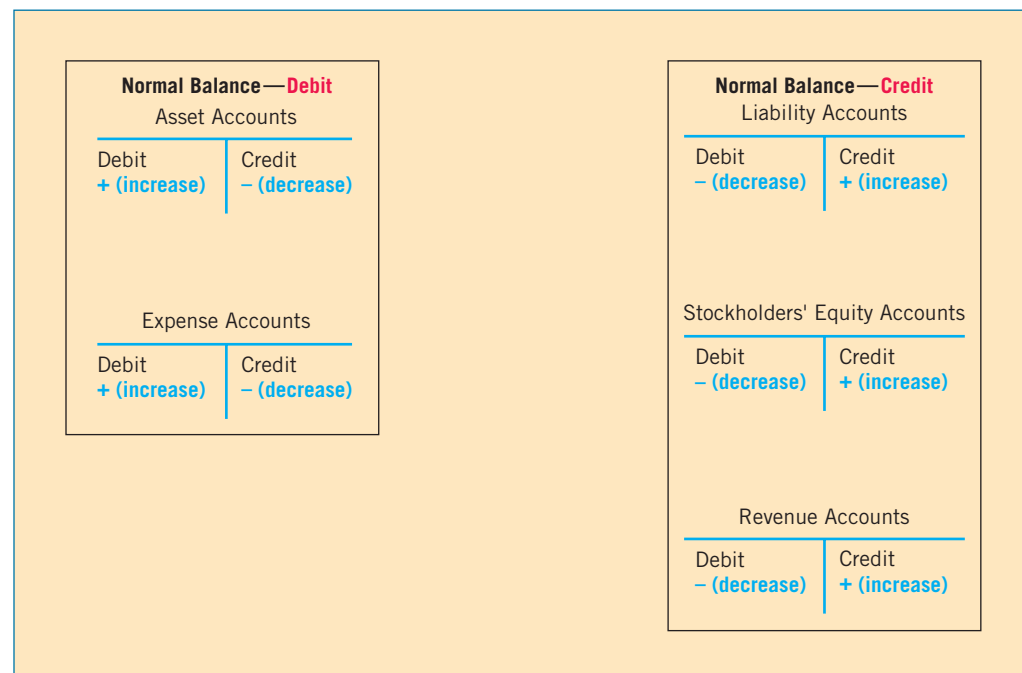 Normal Balance—Debit
Asset Accounts
Debit Credit
+ (increase) – (decrease)
Expense Accounts
Debit Credit
+ (increase) – (decrease)
Normal Balance—Credit
Liability Accounts
Debit Credit
– (decrease) + (increase)
Stockholders' Equity Accounts
Debit Credit
– (decrease) + (increase)
Revenue Accounts
Debit Credit
– (decrease) + (increase)